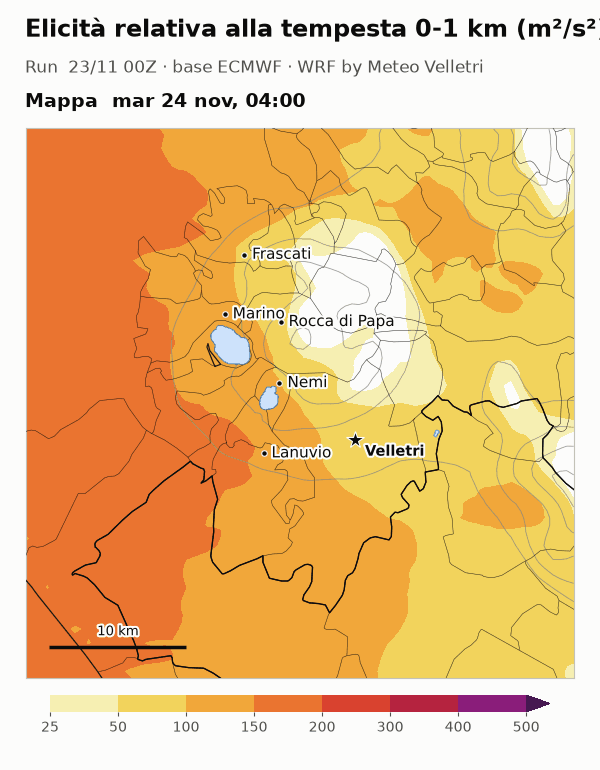 Elicità relativa alla tempesta 0-1 km (m²/s²)
Run 23/11 00Z · base ECMWF · WRF by Meteo Velletri
Mappa mar 24 nov, 04:00
Frascati
Marino
Rocca di Papa
Nemi
Velletri
Lanuvio
10 km
25 50 100 150 200 300 400 500